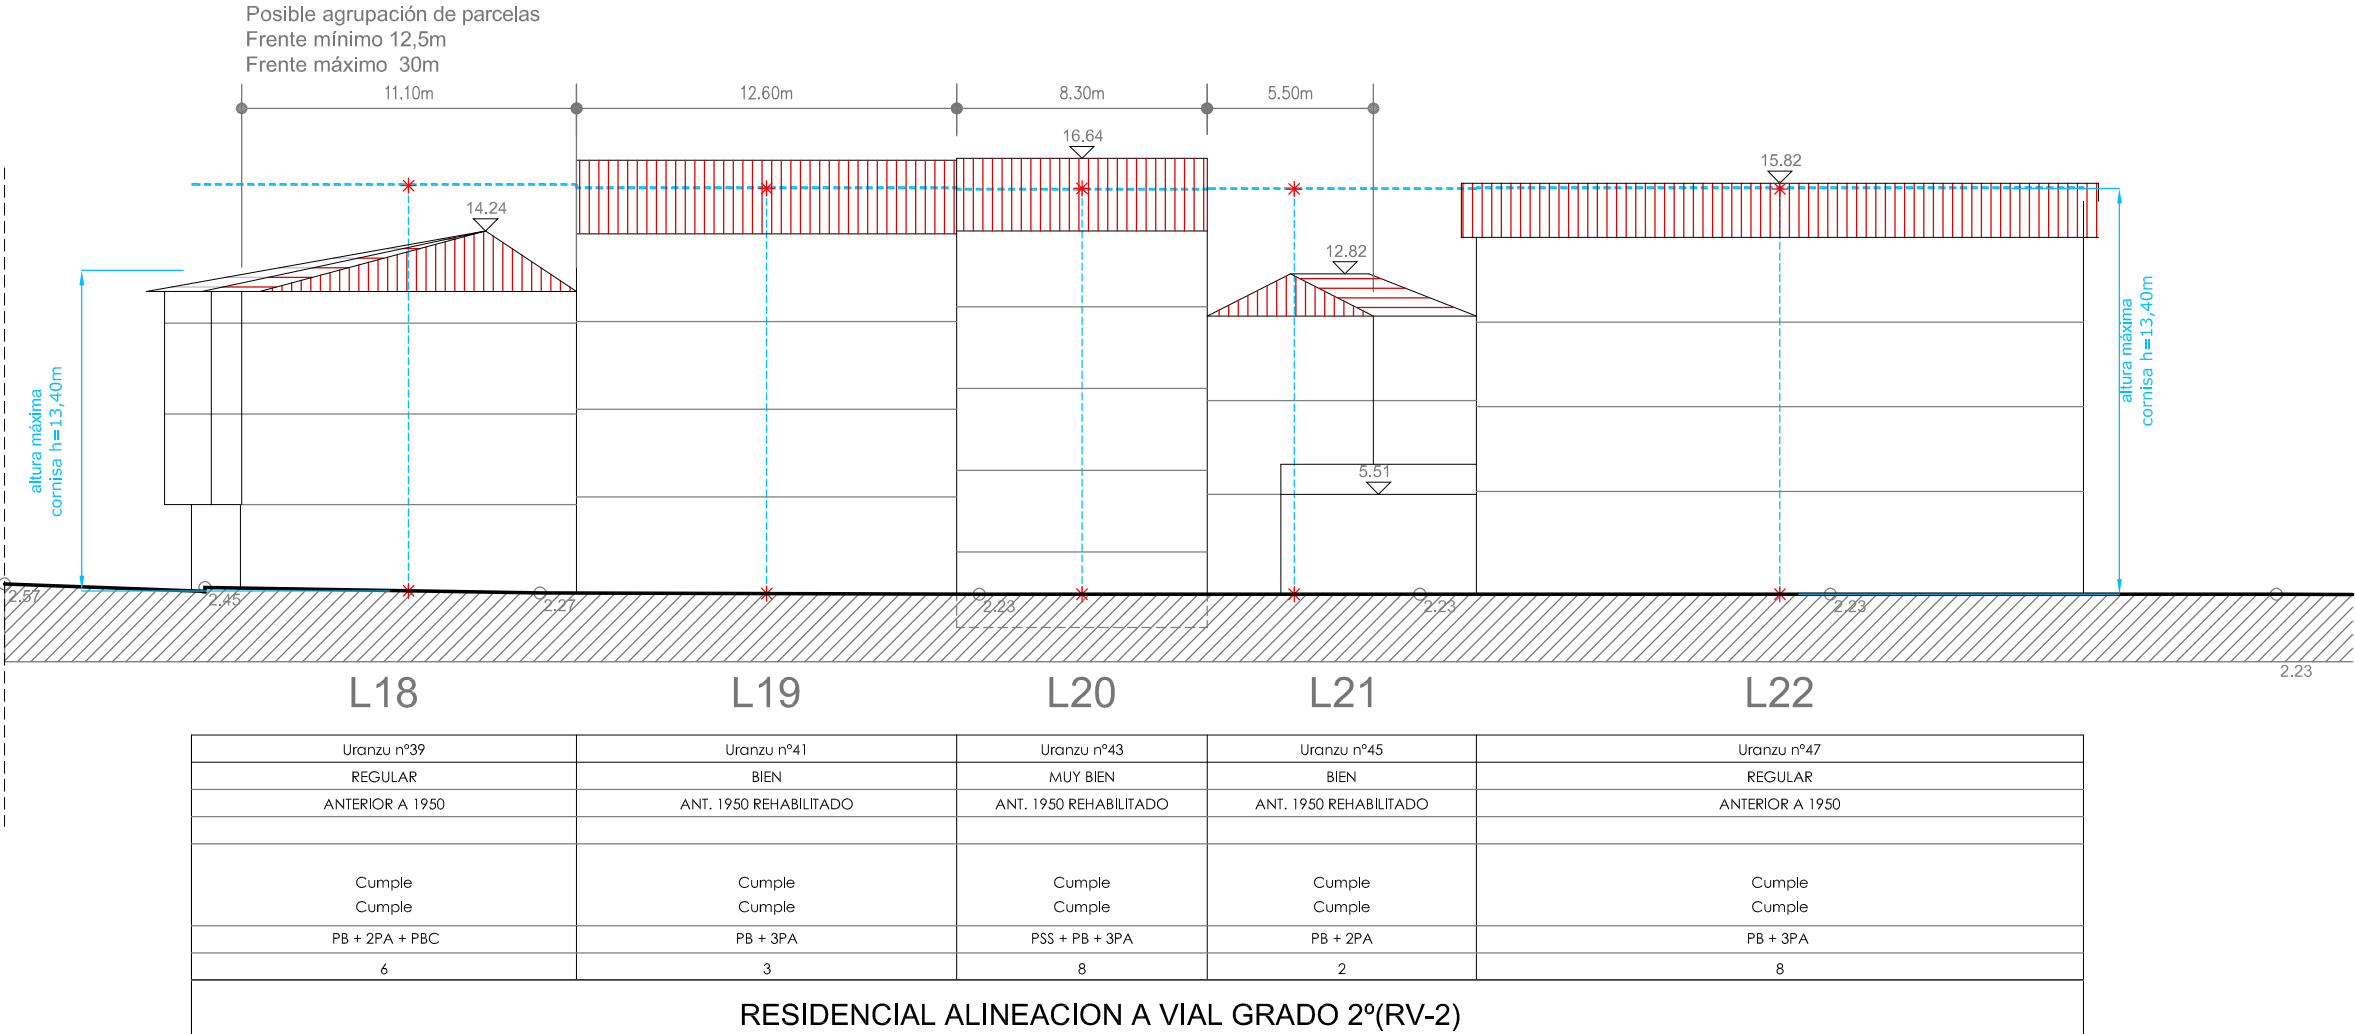 Posible agrupación de parcelas
Frente mínimo 12,5m
Frente máximo 30m
11.10m
12.60m
8.30m
5.50m
16.64
15.82
14.24
12.82
5.51
altura máxima
cornisa h=13,40m
altura máxima
cornisa h=13,40m
2.57
2.45
2.27
2.23
2.23
2.23
2.23
L18
L19
L20
L21
L22
Uranzu nº39
Uranzu nº41
Uranzu nº43
Uranzu nº45
Uranzu nº47
REGULAR
BIEN
MUY BIEN
BIEN
REGULAR
ANTERIOR A 1950
ANT. 1950 REHABILITADO
ANT. 1950 REHABILITADO
ANT. 1950 REHABILITADO
ANTERIOR A 1950
Cumple
Cumple
Cumple
Cumple
Cumple
Cumple
Cumple
Cumple
Cumple
Cumple
PB + 2PA + PBC
PB + 3PA
PSS + PB + 3PA
PB + 2PA
PB + 3PA
6
3
8
2
8
RESIDENCIAL ALINEACION A VIAL GRADO 2º(RV-2)